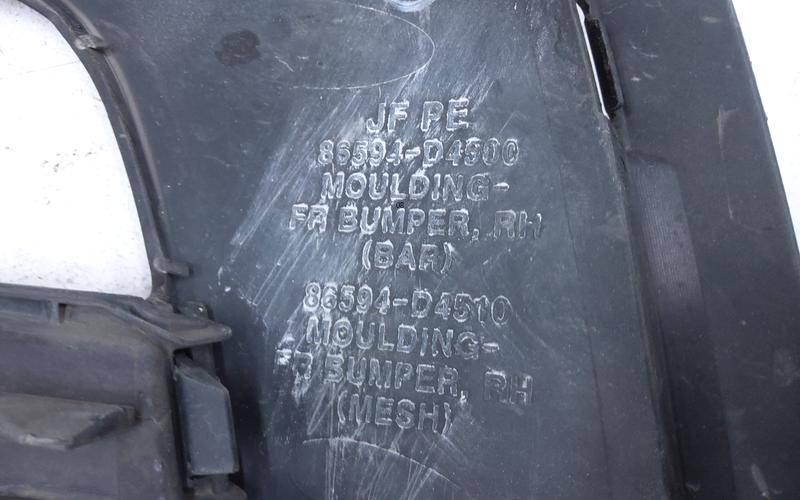 JF PE
86594-D4900
MOULDING-
FR BUMPER, RH
(BAR)
86594-D4510
MOULDING-
FR BUMPER, RH
(MESH)